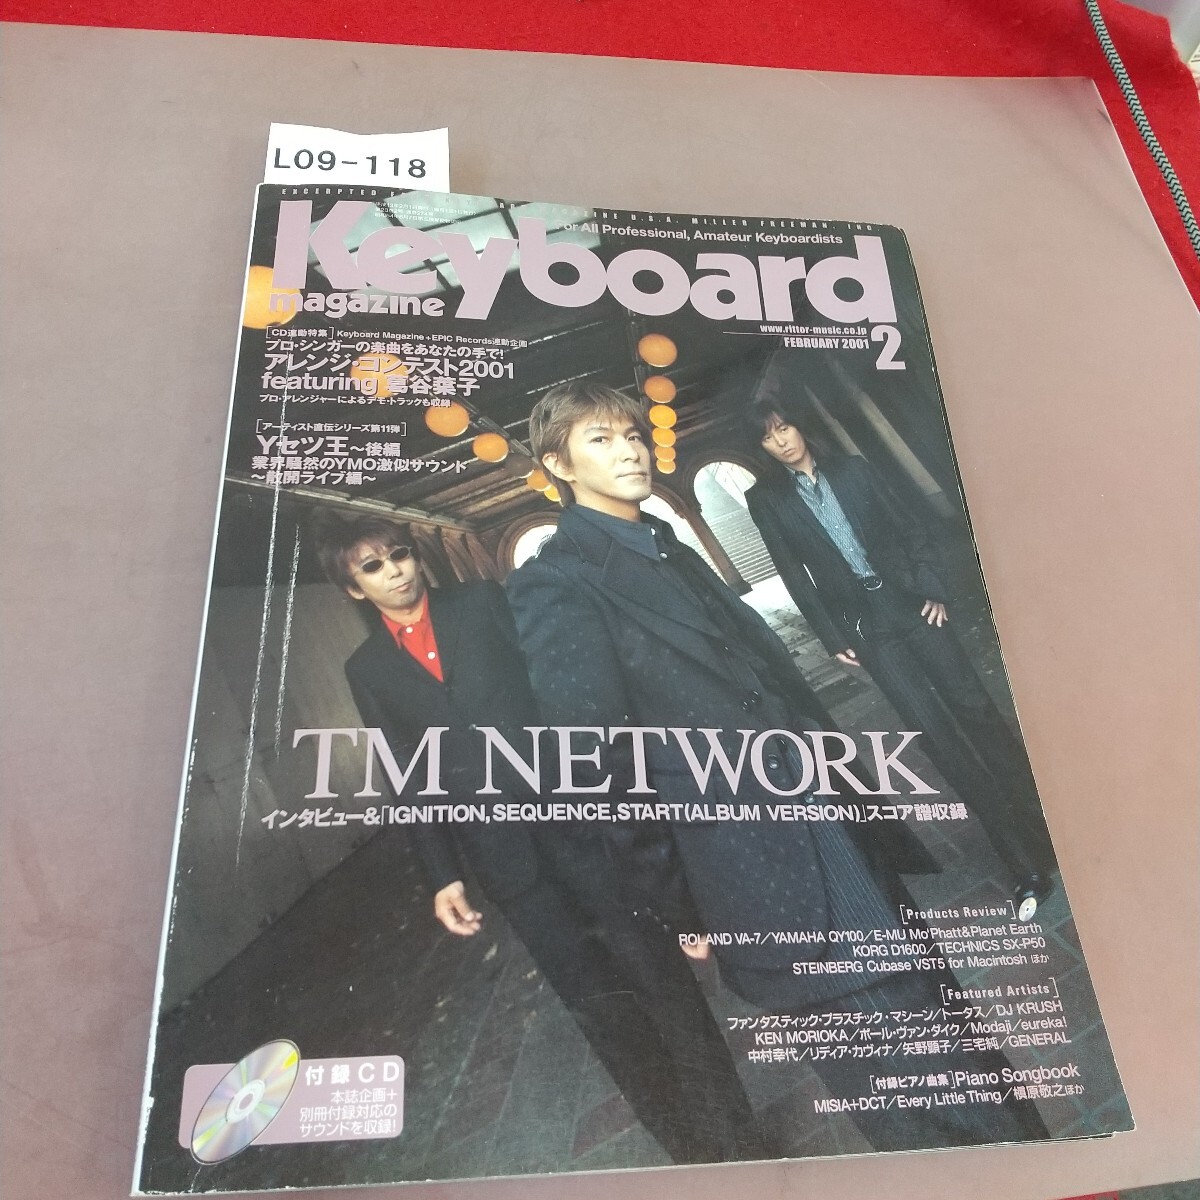 L09-118
EXCERPTED
U.S.A. MILLER FREEMAN, INC.
For All Professional, Amateur Keyboardists
Keyboard
magazine
www.rittor-music.co.jp
FEBRUARY 2001
2
[CD連動特集] Keyboard Magazine+EPIC Records連動企画
プロ・シンガーの楽曲をあなたの手で!
アレンジ・コンテスト2001
featuring 葛谷葉子
プロ・アレンジャーによるデモ・トラックも収録
[アーティスト直伝シリーズ第11弾]
Yセツ王〜後編
業界騒然のYMO激似サウンド
〜散開ライブ編〜
TM NETWORK
インタビュー&「IGNITION,SEQUENCE,START(ALBUM VERSION)」スコア譜収録
[Products Review]
ROLAND VA-7/YAMAHA QY100/E-MU Mo'Phatt&Planet Earth
KORG D1600/TECHNICS SX-P50
STEINBERG Cubase VST5 for Macintosh ほか
[Featured Artists]
ファンタスティック・プラスチック・マシーン/トータス/DJ KRUSH
KEN MORIOKA/ポール・ヴァン・ダイク/Modaji/eureka!
中村幸代/リディア・カヴィナ/矢野顕子/三宅純/GENERAL
[付録ピアノ曲集] Piano Songbook
MISIA+DCT/Every Little Thing/槇原敬之ほか
付録CD
本誌企画+
別冊付録対応の
サウンドを収録!